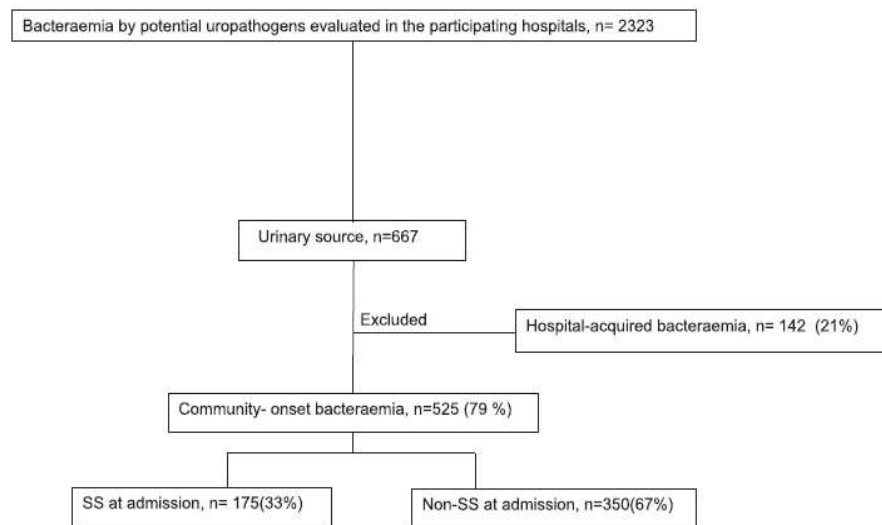 Bacteraemia by potential uropathogens evaluated in the participating hospitals, n= 2323
Urinary source, n=667
Excluded
Hospital-acquired bacteraemia, n= 142 (21%)
Community- onset bacteraemia, n=525 (79 %)
SS at admission, n= 175(33%)
Non-SS at admission, n=350(67%)